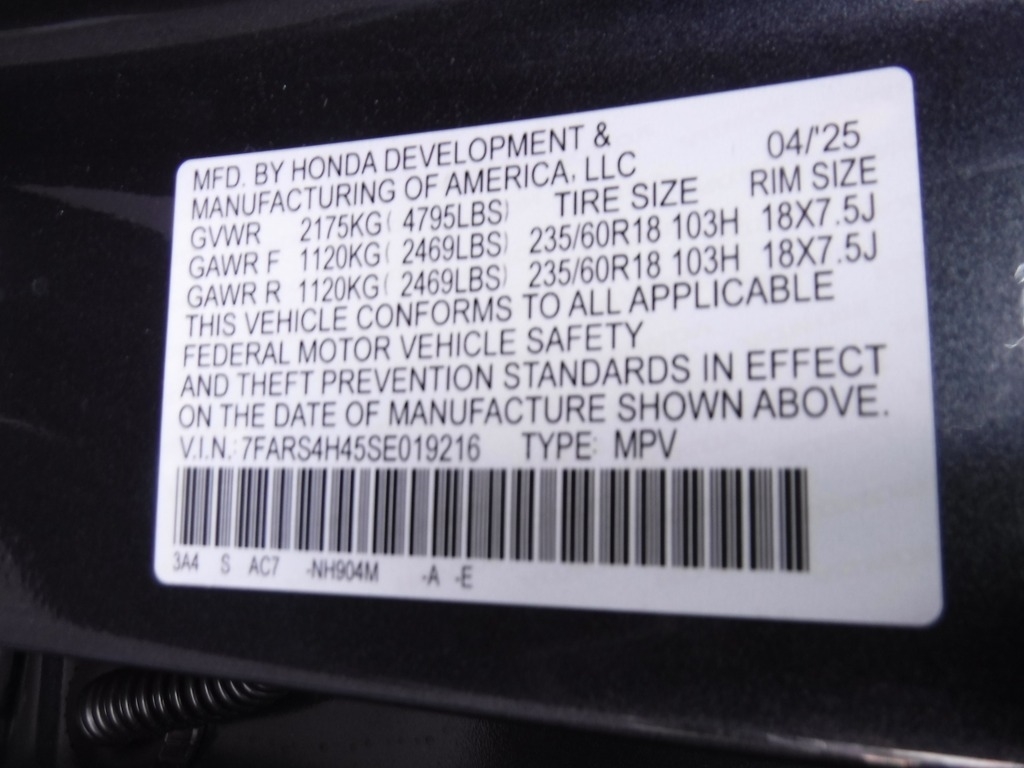 MFD. BY HONDA DEVELOPMENT & 04/'25
MANUFACTURING OF AMERICA, LLC
TIRE SIZE RIM SIZE
GVWR 2175KG( 4795LBS)
GAWR F 1120KG( 2469LBS) 235/60R18 103H 18X7.5J
GAWR R 1120KG( 2469LBS) 235/60R18 103H 18X7.5J
THIS VEHICLE CONFORMS TO ALL APPLICABLE
FEDERAL MOTOR VEHICLE SAFETY
AND THEFT PREVENTION STANDARDS IN EFFECT
ON THE DATE OF MANUFACTURE SHOWN ABOVE.
V.I.N.: 7FARS4H45SE019216 TYPE: MPV
3A4 S AC7 -NH904M -A -E